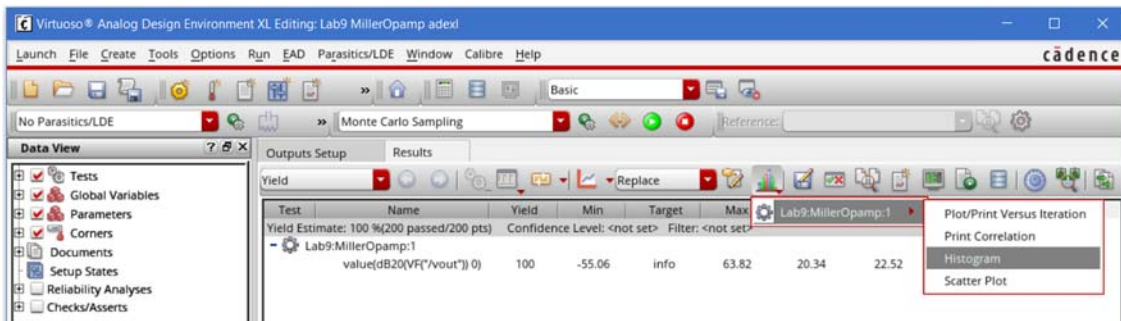 Virtuoso® Analog Design Environment XL Editing: Lab9 MillerOpamp adexl
Launch File Create Tools Options Run EAD Parasitics/LDE Window Calibre Help
cādence
» Basic
No Parasitics/LDE » Monte Carlo Sampling Reference:
Data View ? Outputs Setup Results
Tests
Global Variables
Parameters
Corners
Documents
Setup States
Reliability Analyses
Checks/Asserts
Yield Replace
Test Name Yield Min Target Max
Yield Estimate: 100 %(200 passed/200 pts) Confidence Level: <not set> Filter: <not set>
Lab9:MillerOpamp:1
value(dB20(VF("/vout")) 0) 100 -55.06 info 63.82 20.34 22.52
Lab9:MillerOpamp:1
Plot/Print Versus Iteration
Print Correlation
Histogram
Scatter Plot